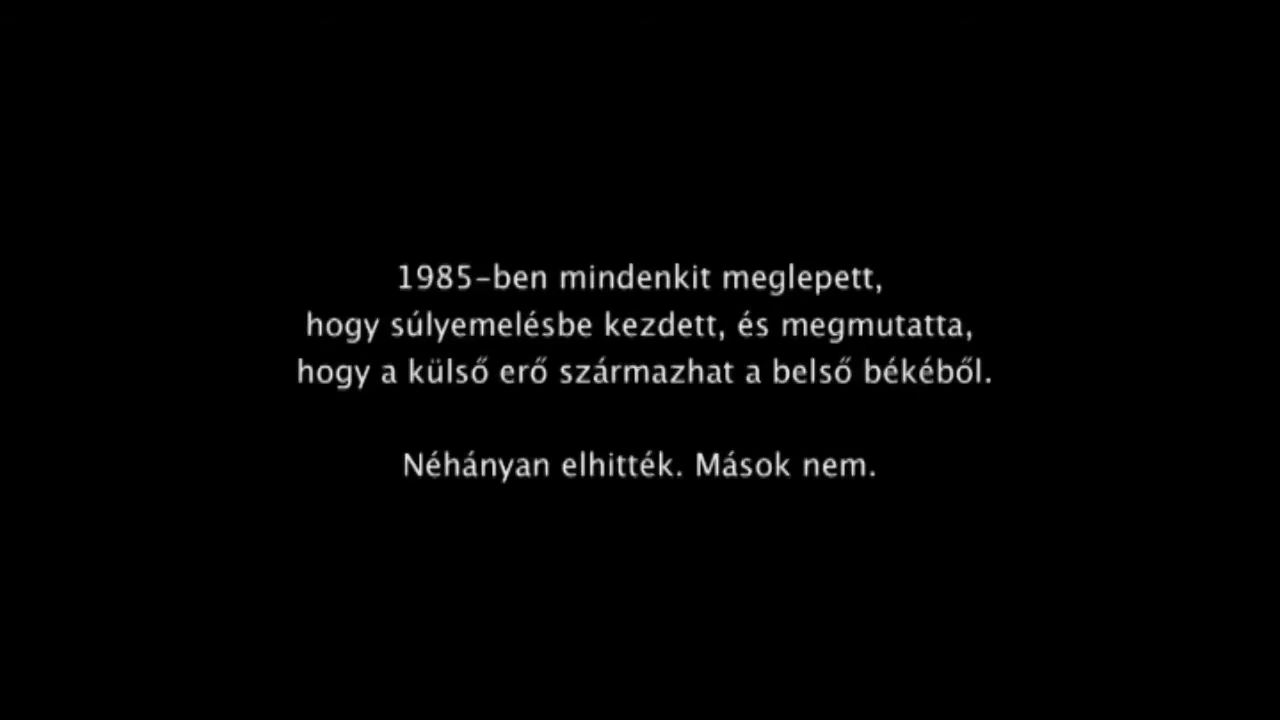 1985-ben mindenkit meglepett,
hogy súlyemelésbe kezdett, és megmutatta,
hogy a külső erő származhat a belső békéből.
Néhányan elhitték. Mások nem.